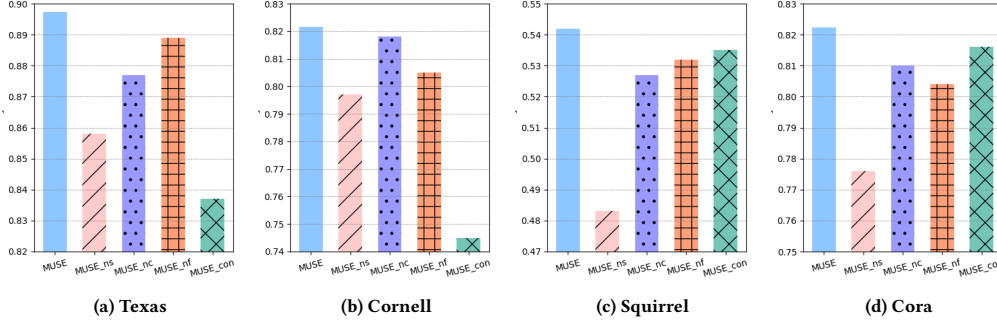 0.90
0.89
0.88
0.87
0.86
0.85
0.84
0.83
0.82
MUSE
MUSE_ns
MUSE_nc
MUSE_nf
MUSE_con
(a) Texas
0.83
0.82
0.81
0.80
0.79
0.78
0.77
0.76
0.75
0.74
MUSE
MUSE_ns
MUSE_nc
MUSE_nf
MUSE_con
(b) Cornell
0.55
0.54
0.53
0.52
0.51
0.50
0.49
0.48
0.47
MUSE
MUSE_ns
MUSE_nc
MUSE_nf
MUSE_con
(c) Squirrel
0.83
0.82
0.81
0.80
0.79
0.78
0.77
0.76
0.75
MUSE
MUSE_ns
MUSE_nc
MUSE_nf
MUSE_con
(d) Cora